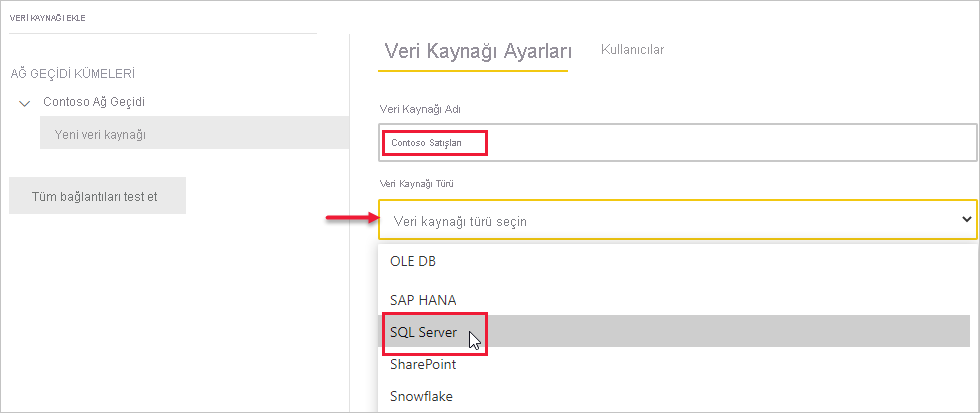 VERİ KAYNAĞI EKLE
AĞ GEÇİDİ KÜMELERİ
Contoso Ağ Geçidi
Yeni veri kaynağı
Tüm bağlantıları test et
Veri Kaynağı Ayarları
Kullanıcılar
Veri Kaynağı Adı
Contoso Satışları
Veri Kaynağı Türü
Veri kaynağı türü seçin
OLE DB
SAP HANA
SQL Server
SharePoint
Snowflake